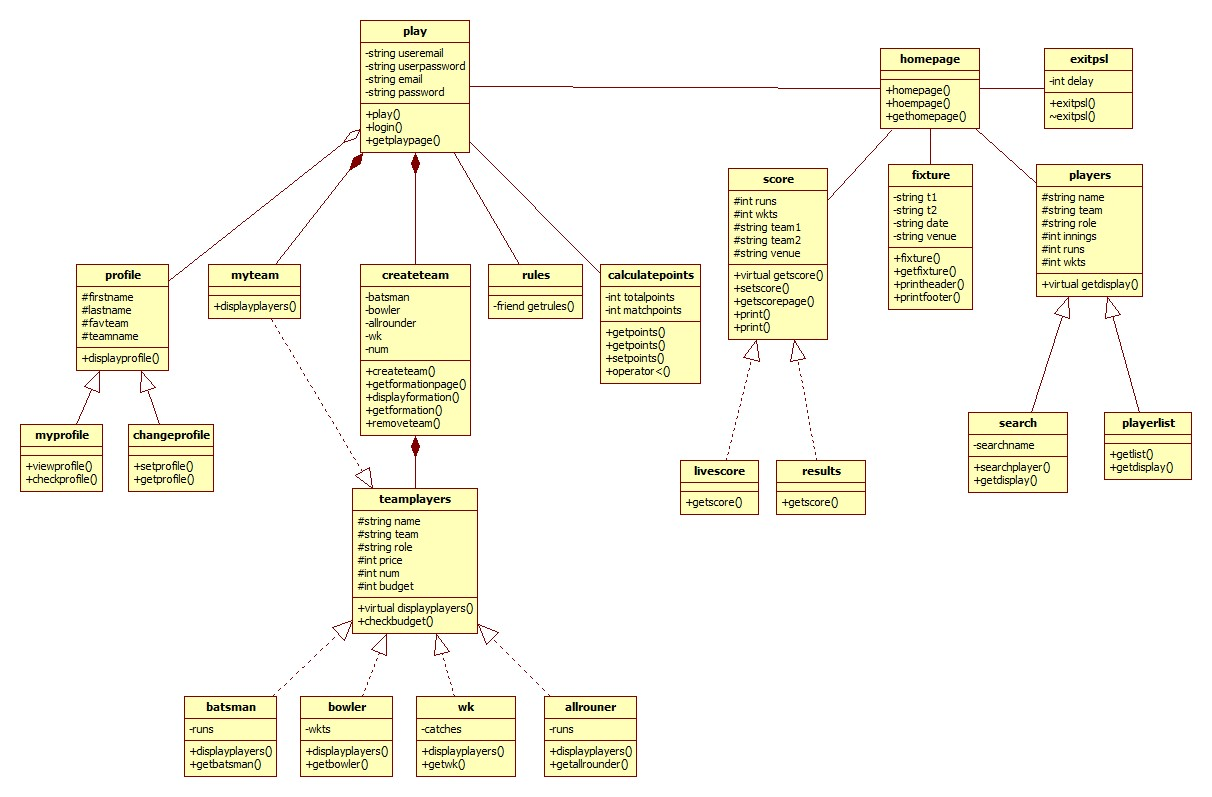 play
-string useremail
-string userpassword
-string email
-string password
+play()
+login()
+getplaypage()
homepage
+homepage()
+hoempage()
+gethomepage()
exitpsl
-int delay
+exitpsl()
~exitpsl()
score
#int runs
#int wkts
#string team1
#string team2
#string venue
+virtual getscore()
+setscore()
+getscorepage()
+print()
+print()
fixture
-string t1
-string t2
-string date
-string venue
+fixture()
+getfixture()
+printheader()
+printfooter()
players
#string name
#string team
#string role
#int innings
#int runs
#int wkts
+virtual getdisplay()
profile
#firstname
#lastname
#favteam
#teamname
+displayprofile()
myteam
+displayplayers()
createteam
-batsman
-bowler
-allrounder
-wk
-num
+createteam()
+getformationpage()
+displayformation()
+getformation()
+removeteam()
rules
-friend getrules()
calculatepoints
-int totalpoints
-int matchpoints
+getpoints()
+getpoints()
+setpoints()
+operator<()
myprofile
+viewprofile()
+checkprofile()
changeprofile
+setprofile()
+getprofile()
livescore
+getscore()
results
+getscore()
search
-searchname
+searchplayer()
+getdisplay()
playerlist
+getlist()
+getdisplay()
teamplayers
#string name
#string team
#string role
#int price
#int num
#int budget
+virtual displayplayers()
+checkbudget()
batsman
-runs
+displayplayers()
+getbatsman()
bowler
-wkts
+displayplayers()
+getbowler()
wk
-catches
+displayplayers()
+getwk()
allrouner
-runs
+displayplayers()
+getallrounder()